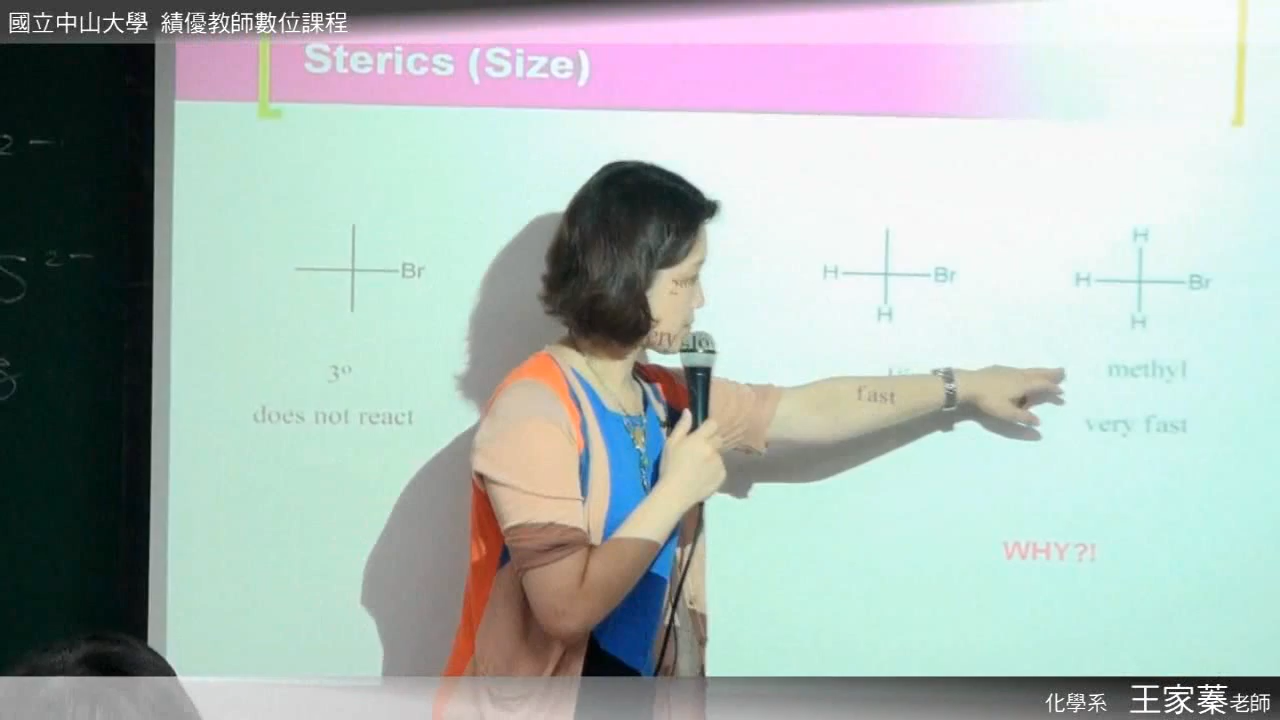 國立中山大學 績優教師數位課程
Sterics (Size)
Br
H Br
H
H
H Br
H
3º
methyl
does not react
fast
very fast
WHY?!
化學系 王家蓁老師